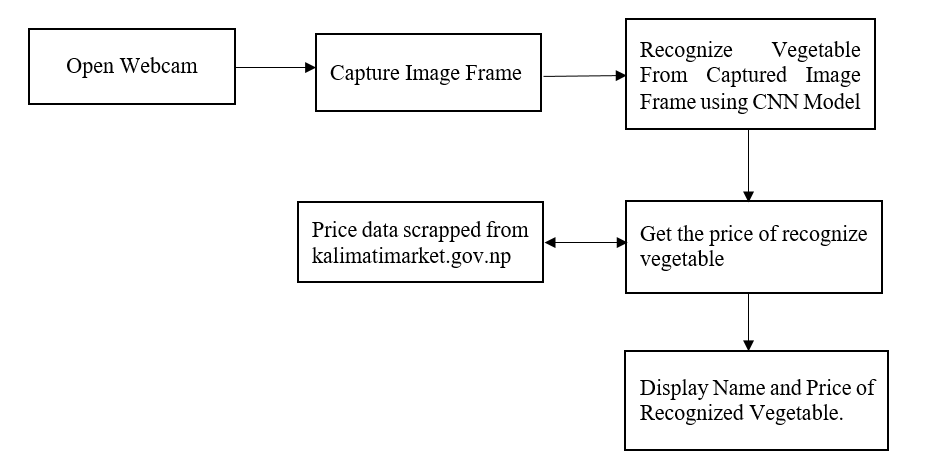 Open Webcam
Capture Image Frame
Recognize Vegetable
From Captured Image
Frame using CNN Model
Price data scrapped from
kalimatimarket.gov.np
Get the price of recognize
vegetable
Display Name and Price of
Recognized Vegetable.